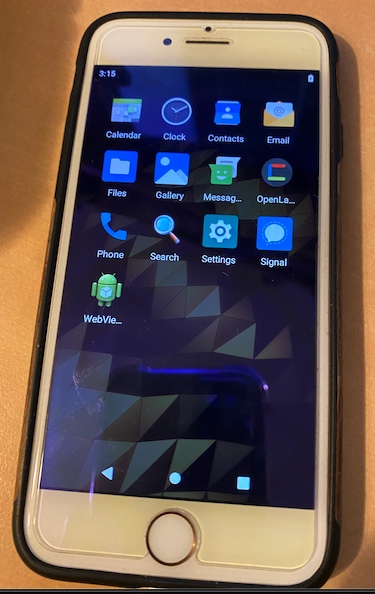 3:15
Calendar Clock Contacts Email
Files Gallery Messag... OpenLa...
Phone Search Settings Signal
WebVie...